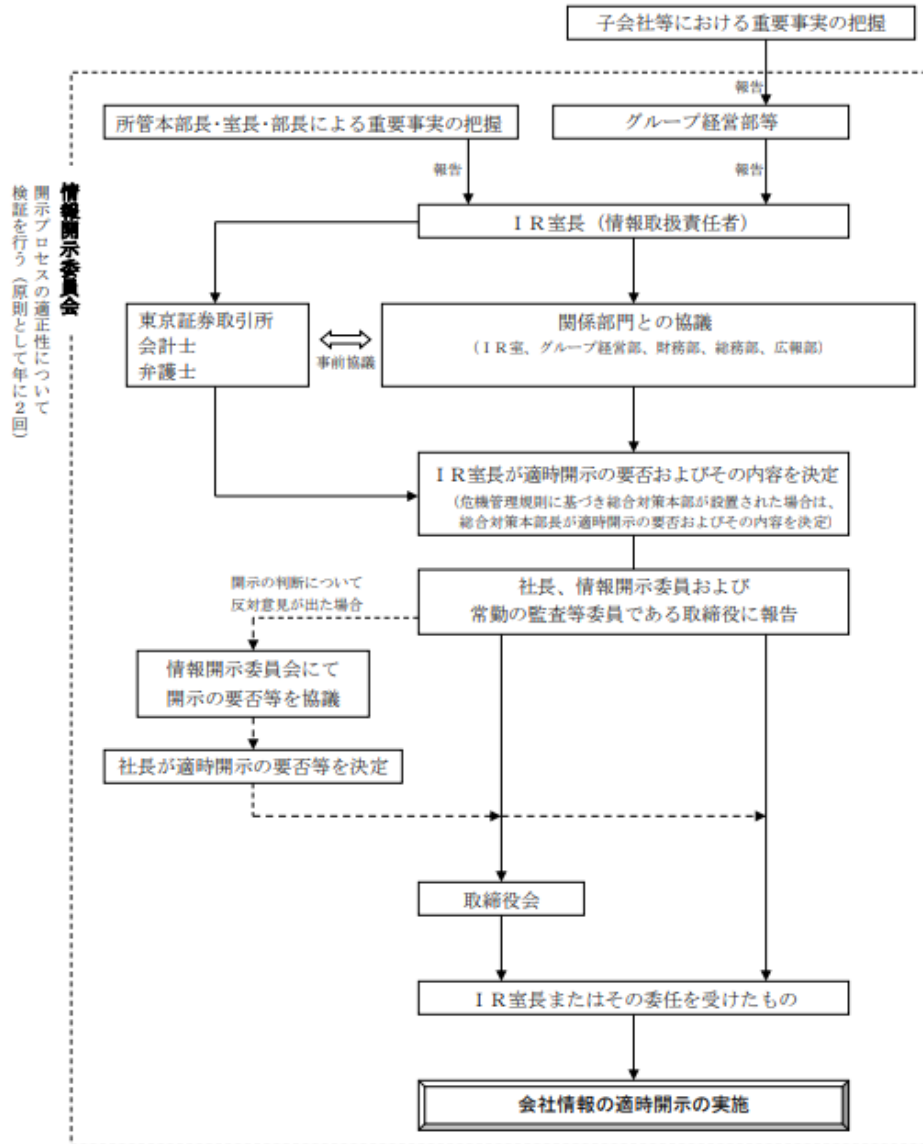 子会社等における重要事実の把握
報告
所管本部長・室長・部長による重要事実の把握
グループ経営部等
報告
報告
情報開示委員会
開示プロセスの適正性について
検証を行う（原則として年に２回）
ＩＲ室長（情報取扱責任者）
東京証券取引所
会計士
弁護士
事前協議
関係部門との協議
（ＩＲ室、グループ経営部、財務部、総務部、広報部）
ＩＲ室長が適時開示の要否およびその内容を決定
（危機管理規則に基づき総合対策本部が設置された場合は、
総合対策本部長が適時開示の要否およびその内容を決定）
開示の判断について
反対意見が出た場合
社長、情報開示委員および
常勤の監査等委員である取締役に報告
情報開示委員会にて
開示の要否等を協議
社長が適時開示の要否等を決定
取締役会
ＩＲ室長またはその委任を受けたもの
会社情報の適時開示の実施